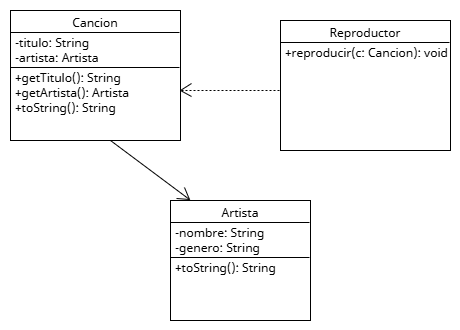 Cancion
-titulo: String
-artista: Artista
+getTitulo(): String
+getArtista(): Artista
+toString(): String
Reproductor
+reproducir(c: Cancion): void
Artista
-nombre: String
-genero: String
+toString(): String